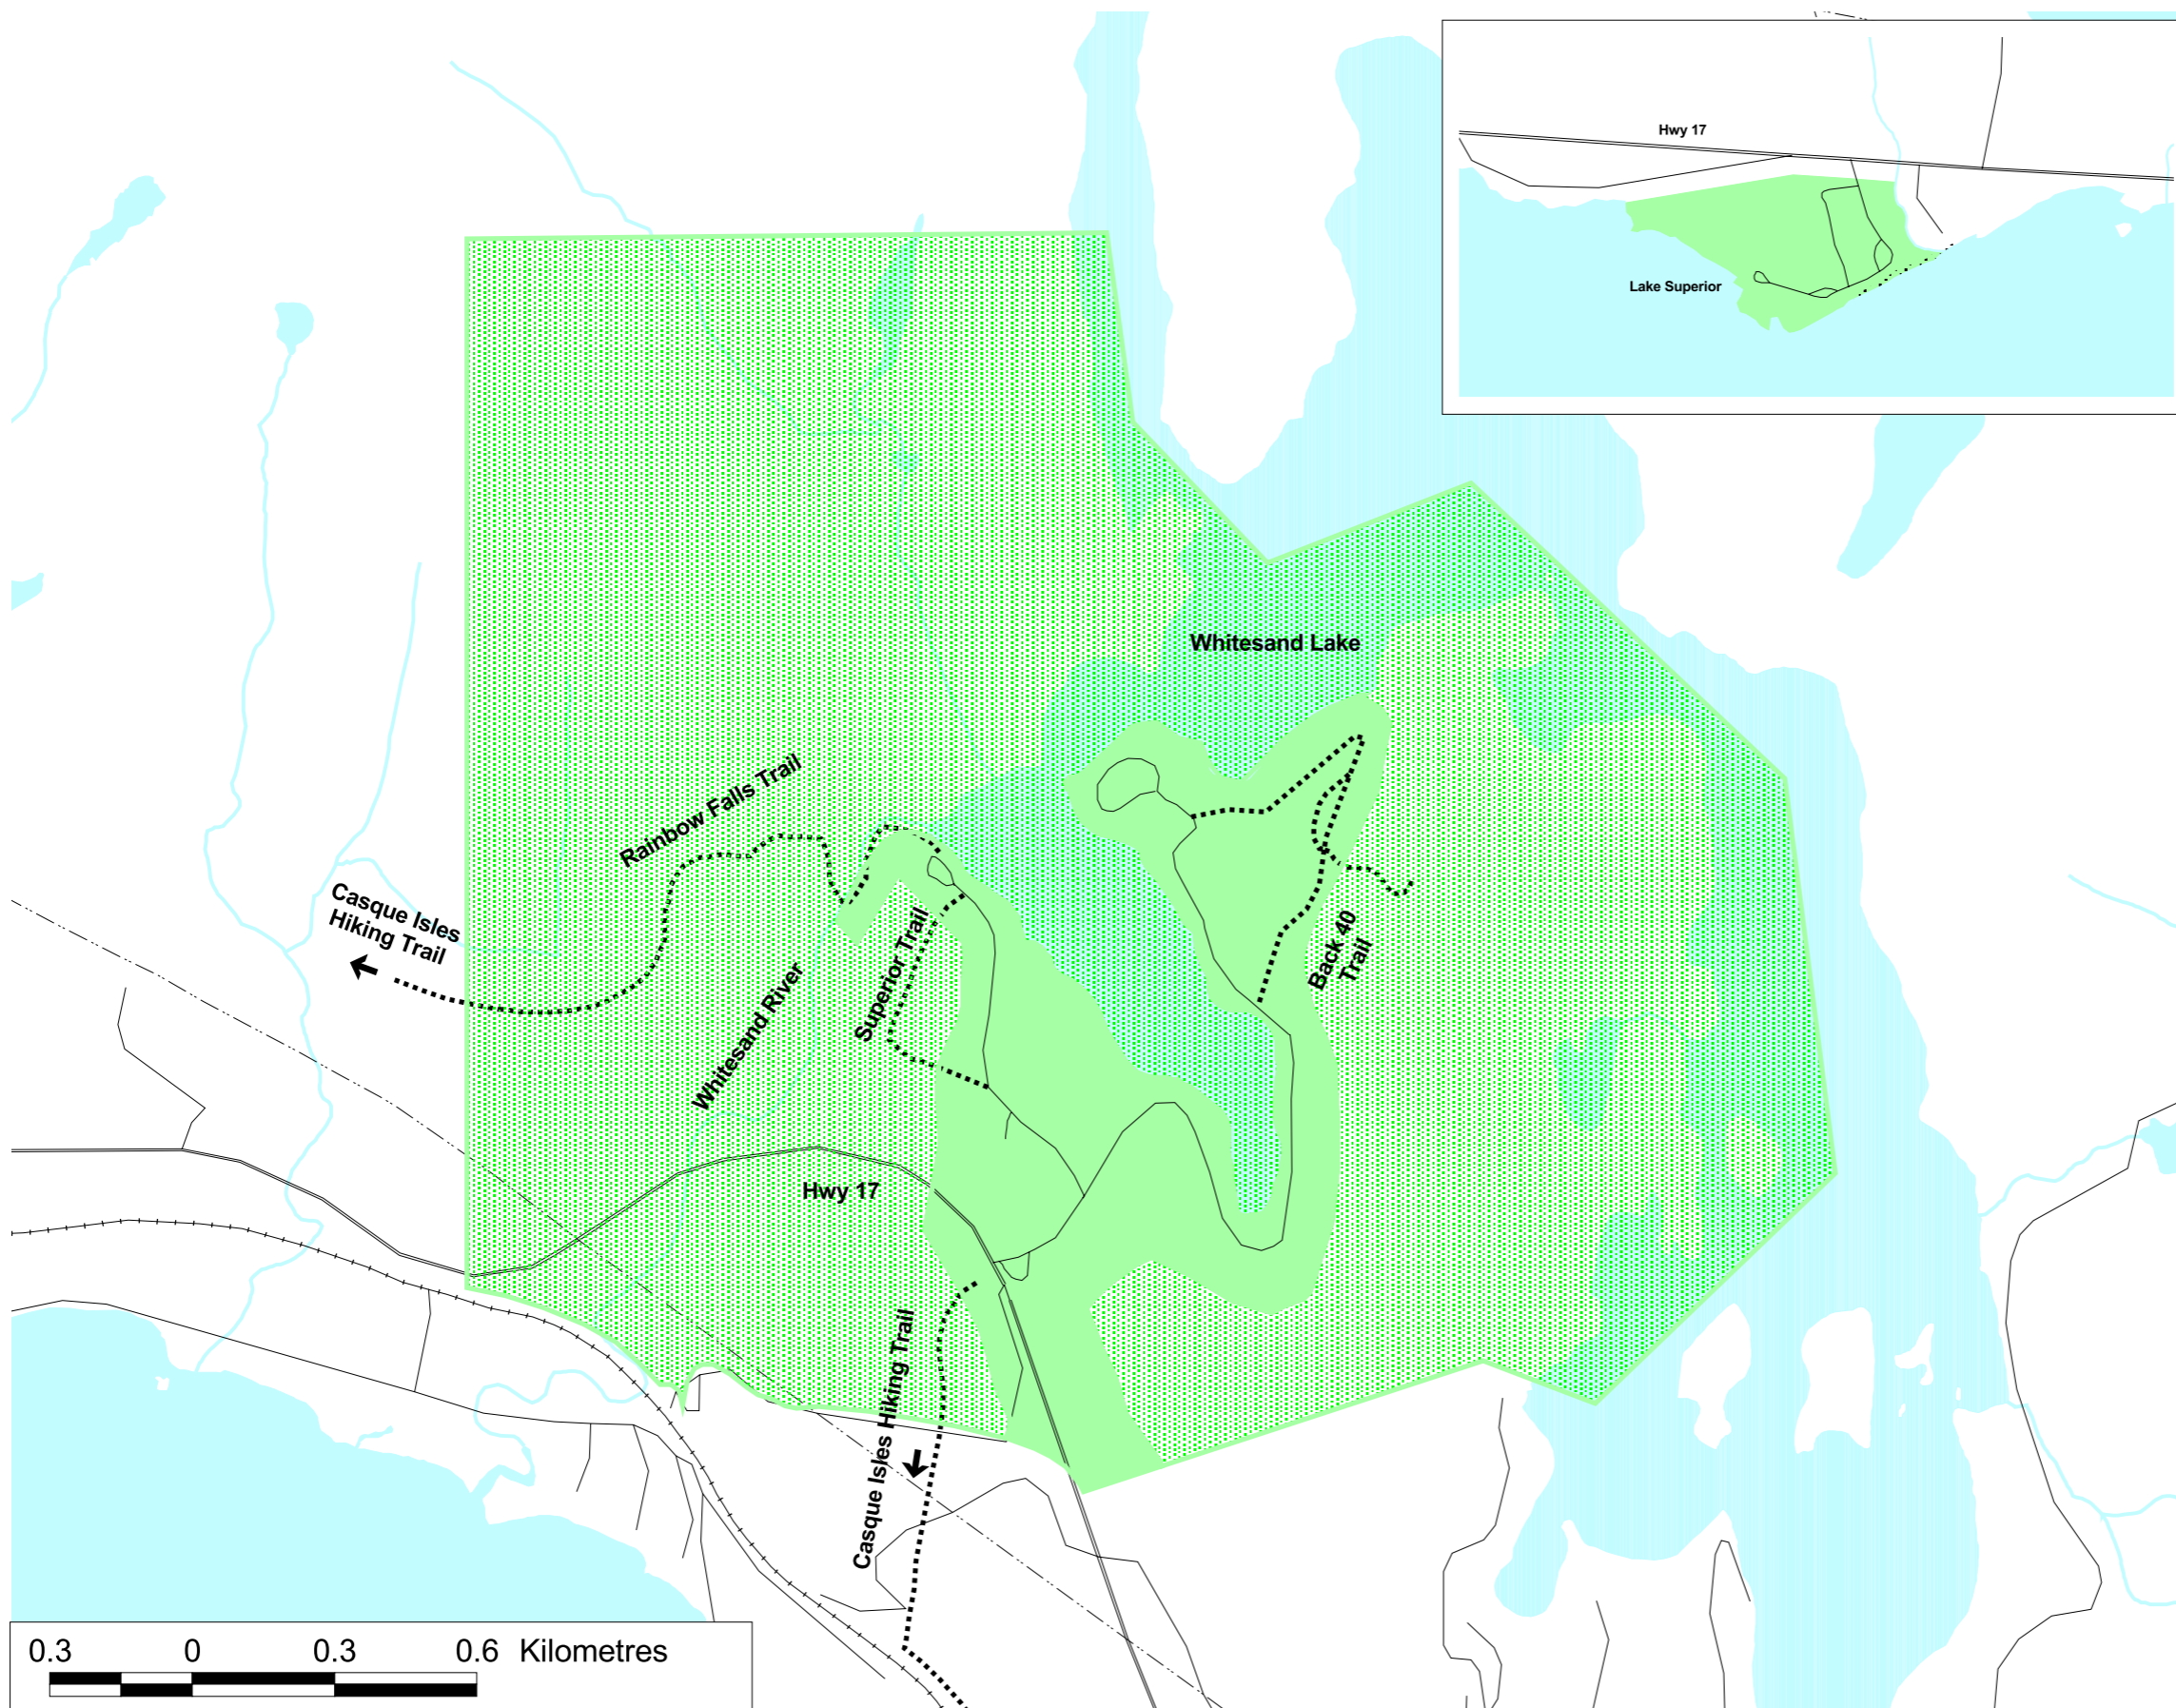 Hwy 17
Lake Superior
Whitesand Lake
Rainbow Falls Trail
Casque Isles
Hiking Trail
Superior Trail
Back 40
Trail
Whitesand River
Hwy 17
Casque Isles Hiking Trail
0.3 0 0.3 0.6 Kilometres